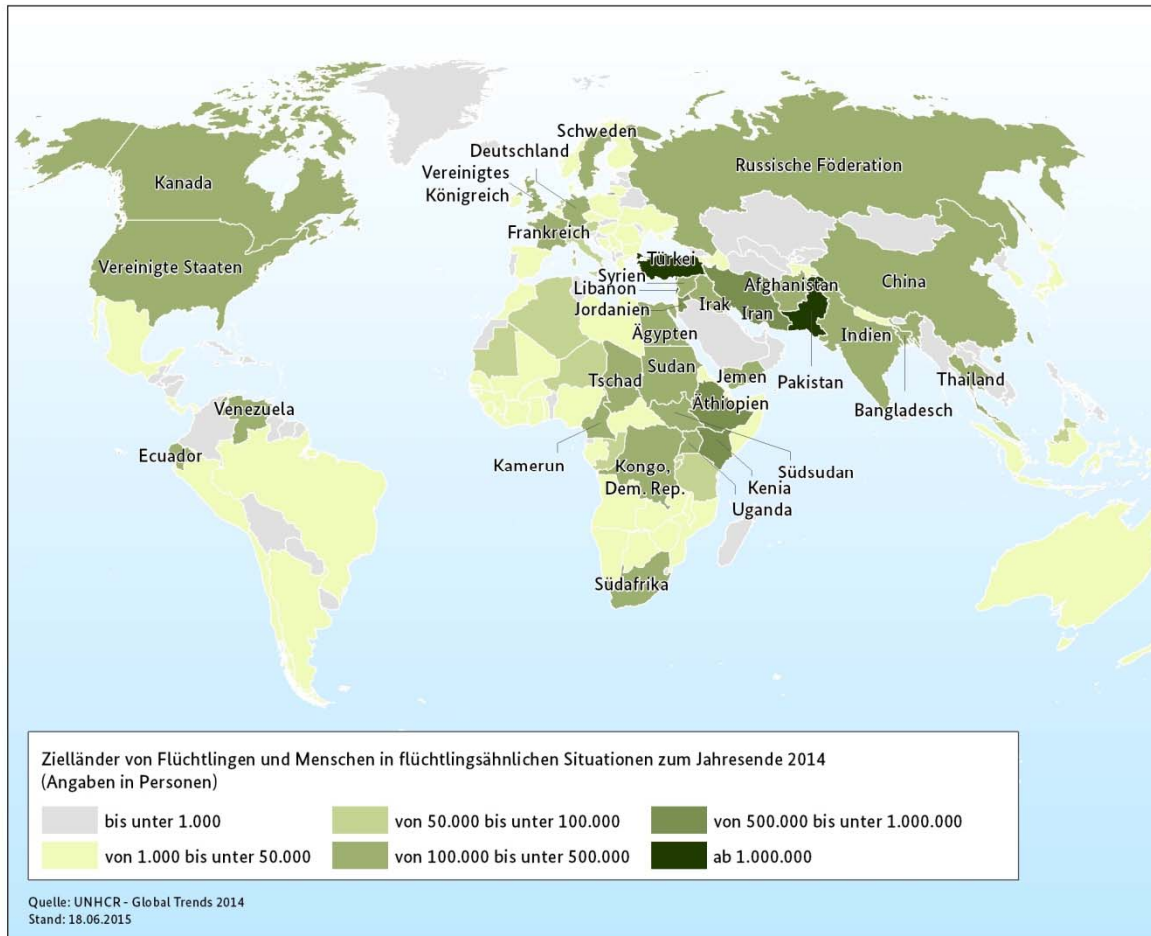 Schweden
Deutschland
Vereinigtes
Königreich
Russische Föderation
Kanada
Frankreich
Vereinigte Staaten
Türkei
Syrien
Libanon
Jordanien
Irak
Iran
Afghanistan
China
Ägypten
Indien
Sudan
Tschad
Jemen
Pakistan
Thailand
Bangladesch
Venezuela
Äthiopien
Ecuador
Kamerun
Kongo,
Dem. Rep.
Südsudan
Kenia
Uganda
Südafrika
Zielländer von Flüchtlingen und Menschen in flüchtlingsähnlichen Situationen zum Jahresende 2014
(Angaben in Personen)
bis unter 1.000
von 50.000 bis unter 100.000
von 500.000 bis unter 1.000.000
von 1.000 bis unter 50.000
von 100.000 bis unter 500.000
ab 1.000.000
Quelle: UNHCR - Global Trends 2014
Stand: 18.06.2015